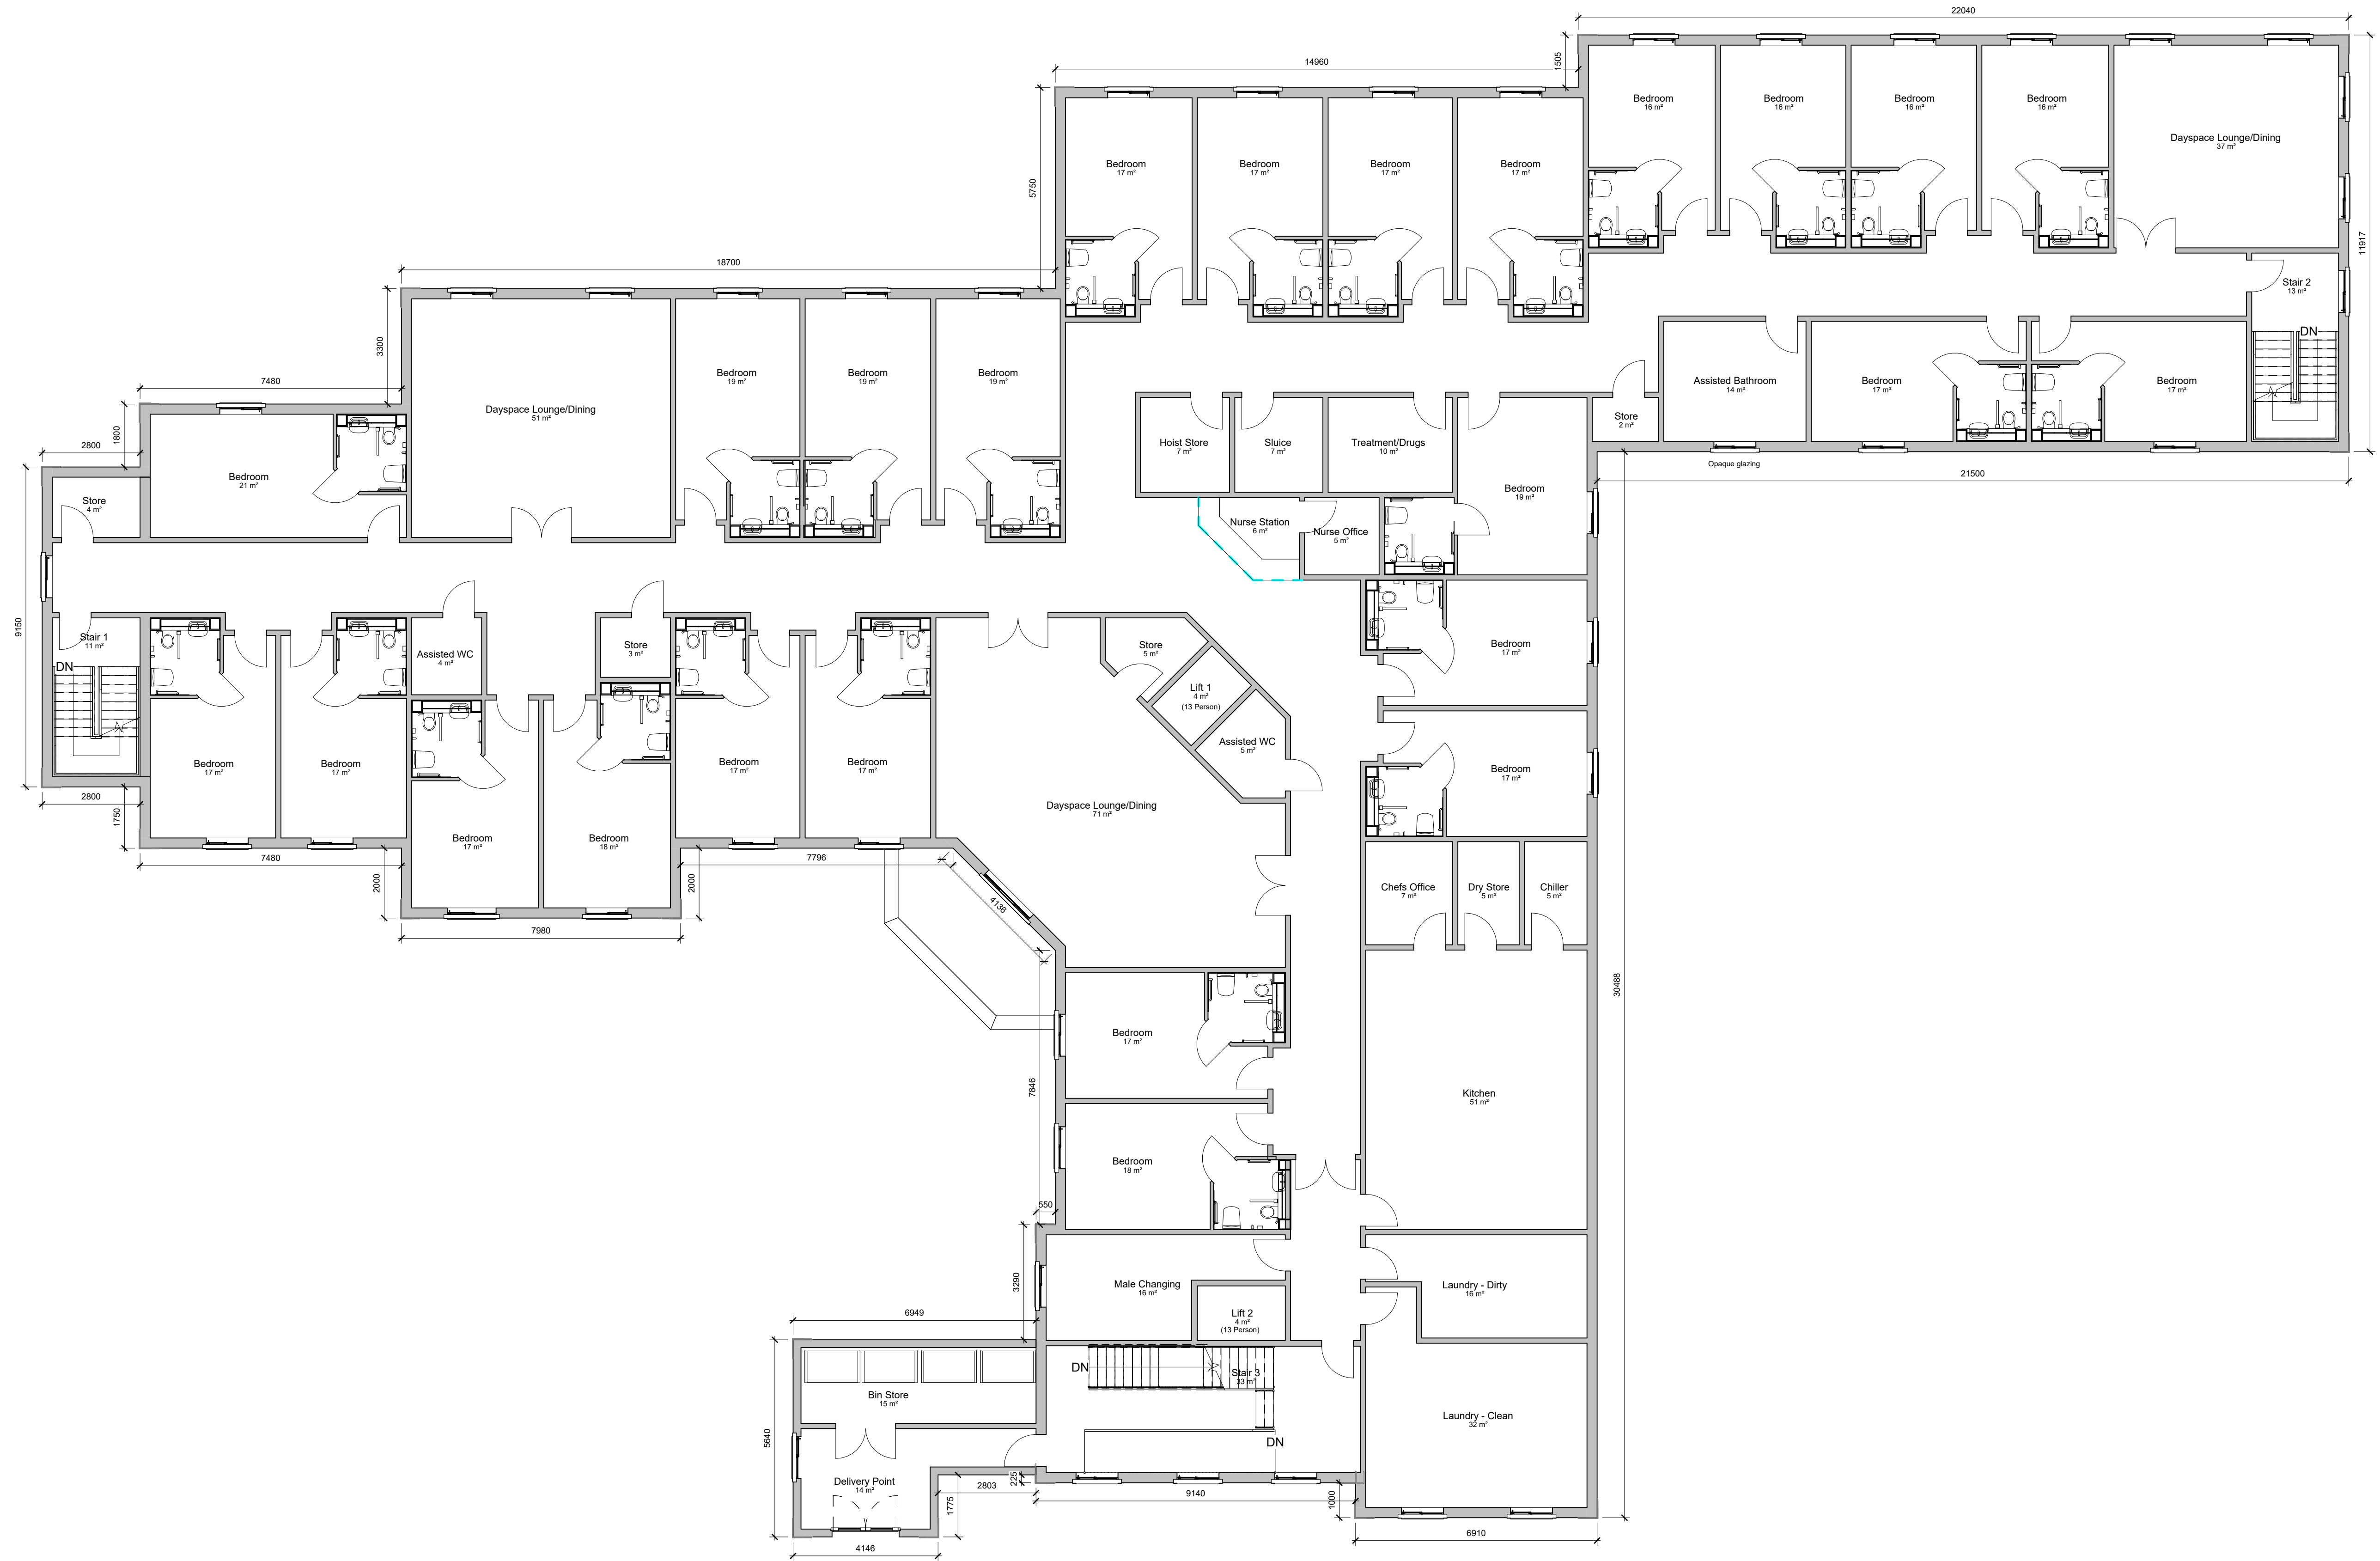 22040
14960
1505
Bedroom
16 m²
Bedroom
16 m²
Bedroom
16 m²
Bedroom
16 m²
Dayspace Lounge/Dining
37 m²
5750
Bedroom
17 m²
Bedroom
17 m²
Bedroom
17 m²
Bedroom
17 m²
11917
18700
Stair 2
13 m²
DN
3300
7480
Bedroom
19 m²
Bedroom
19 m²
Bedroom
19 m²
Assisted Bathroom
14 m²
Bedroom
17 m²
Bedroom
17 m²
Dayspace Lounge/Dining
51 m²
Store
2 m²
1800
2800
Hoist Store
7 m²
Sluice
7 m²
Treatment/Drugs
10 m²
Opaque glazing
21500
Bedroom
21 m²
Bedroom
19 m²
Store
4 m²
Nurse Station
6 m²
Nurse Office
5 m²
9150
Stair 1
11 m²
DN
Assisted WC
4 m²
Store
3 m²
Store
5 m²
Bedroom
17 m²
Lift 1
4 m²
(13 Person)
Assisted WC
5 m²
Bedroom
17 m²
Bedroom
17 m²
Bedroom
17 m²
Bedroom
17 m²
Bedroom
17 m²
2800
1750
Dayspace Lounge/Dining
71 m²
Bedroom
17 m²
Bedroom
18 m²
7480
2000
2000
7796
4136
7980
Chefs Office
7 m²
Dry Store
5 m²
Chiller
5 m²
30488
Bedroom
17 m²
7846
Kitchen
51 m²
Bedroom
18 m²
550
3290
Male Changing
16 m²
Laundry - Dirty
16 m²
Lift 2
4 m²
(13 Person)
6949
DN
Stair 3
33 m²
Bin Store
15 m²
Laundry - Clean
32 m²
5640
DN
Delivery Point
14 m²
225
2803
1775
9140
1000
6910
4146